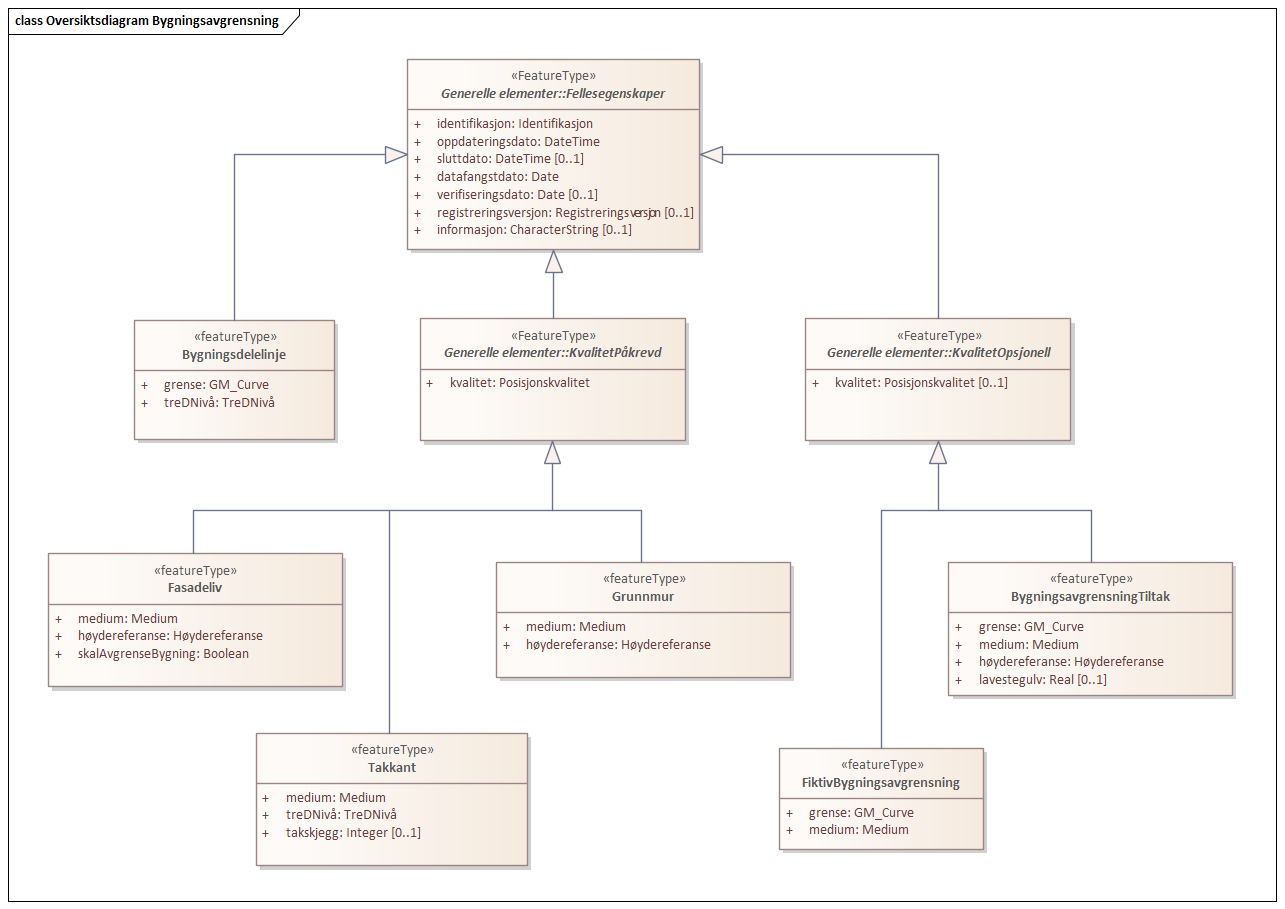 class Oversiktsdiagram Bygningsavgrensning
«FeatureType»
Generelle elementer::Fellesegenskaper
+ identifikasjon: Identifikasjon
+ oppdateringsdato: DateTime
+ sluttdato: DateTime [0..1]
+ datafangstdato: Date
+ verifiseringsdato: Date [0..1]
+ registreringsversjon: Registreringsversjon [0..1]
+ informasjon: CharacterString [0..1]
«featureType»
Bygningsdelelinje
+ grense: GM_Curve
+ treDNivå: TreDNivå
«FeatureType»
Generelle elementer::KvalitetPåkrevd
+ kvalitet: Posisjonskvalitet
«FeatureType»
Generelle elementer::KvalitetOpsjonell
+ kvalitet: Posisjonskvalitet [0..1]
«featureType»
Fasadeliv
+ medium: Medium
+ høydereferanse: Høydereferanse
+ skalAvgrenseBygning: Boolean
«featureType»
Grunnmur
+ medium: Medium
+ høydereferanse: Høydereferanse
«featureType»
BygningsavgrensningTiltak
+ grense: GM_Curve
+ medium: Medium
+ høydereferanse: Høydereferanse
+ lavestegulv: Real [0..1]
«featureType»
Takkant
+ medium: Medium
+ treDNivå: TreDNivå
+ takskjegg: Integer [0..1]
«featureType»
FiktivBygningsavgrensning
+ grense: GM_Curve
+ medium: Medium